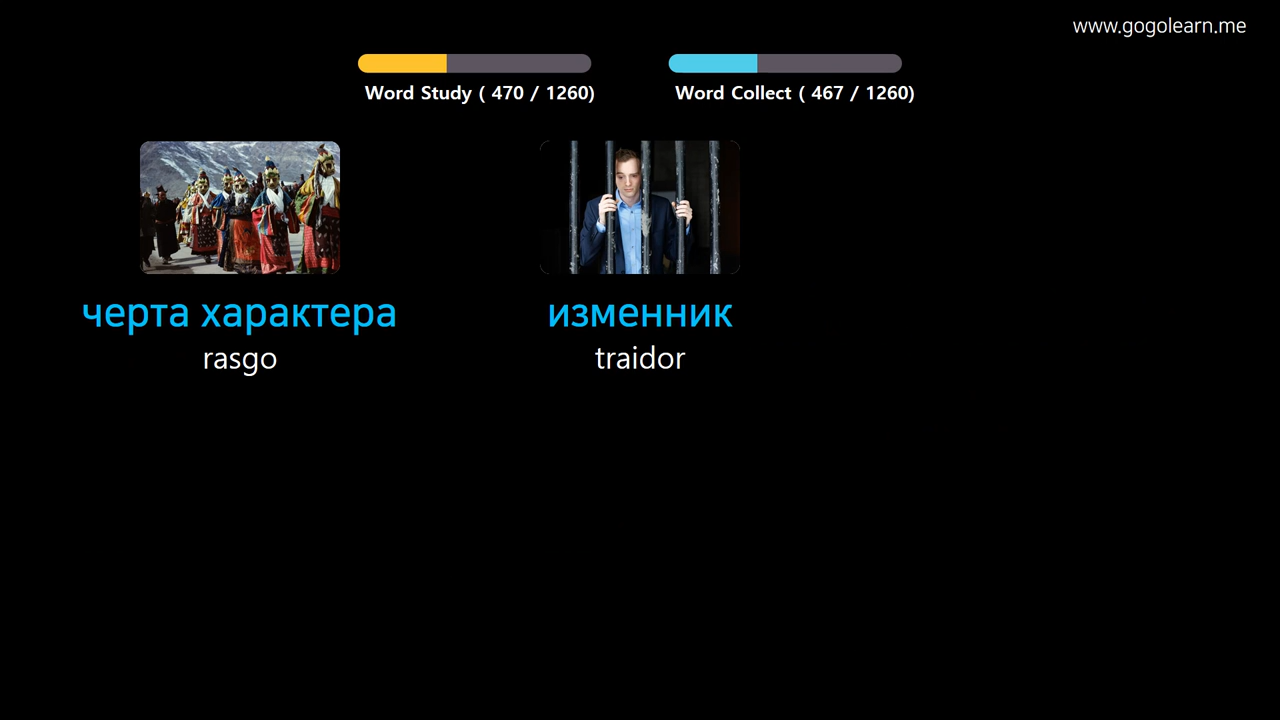 www.gogolearn.me
Word Study ( 470 / 1260)
Word Collect ( 467 / 1260)
черта характера
rasgo
изменник
traidor